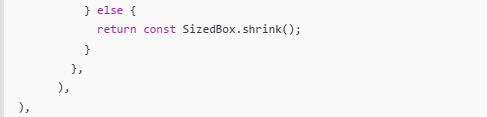 } else {
return const SizedBox.shrink();
}
},
),
),